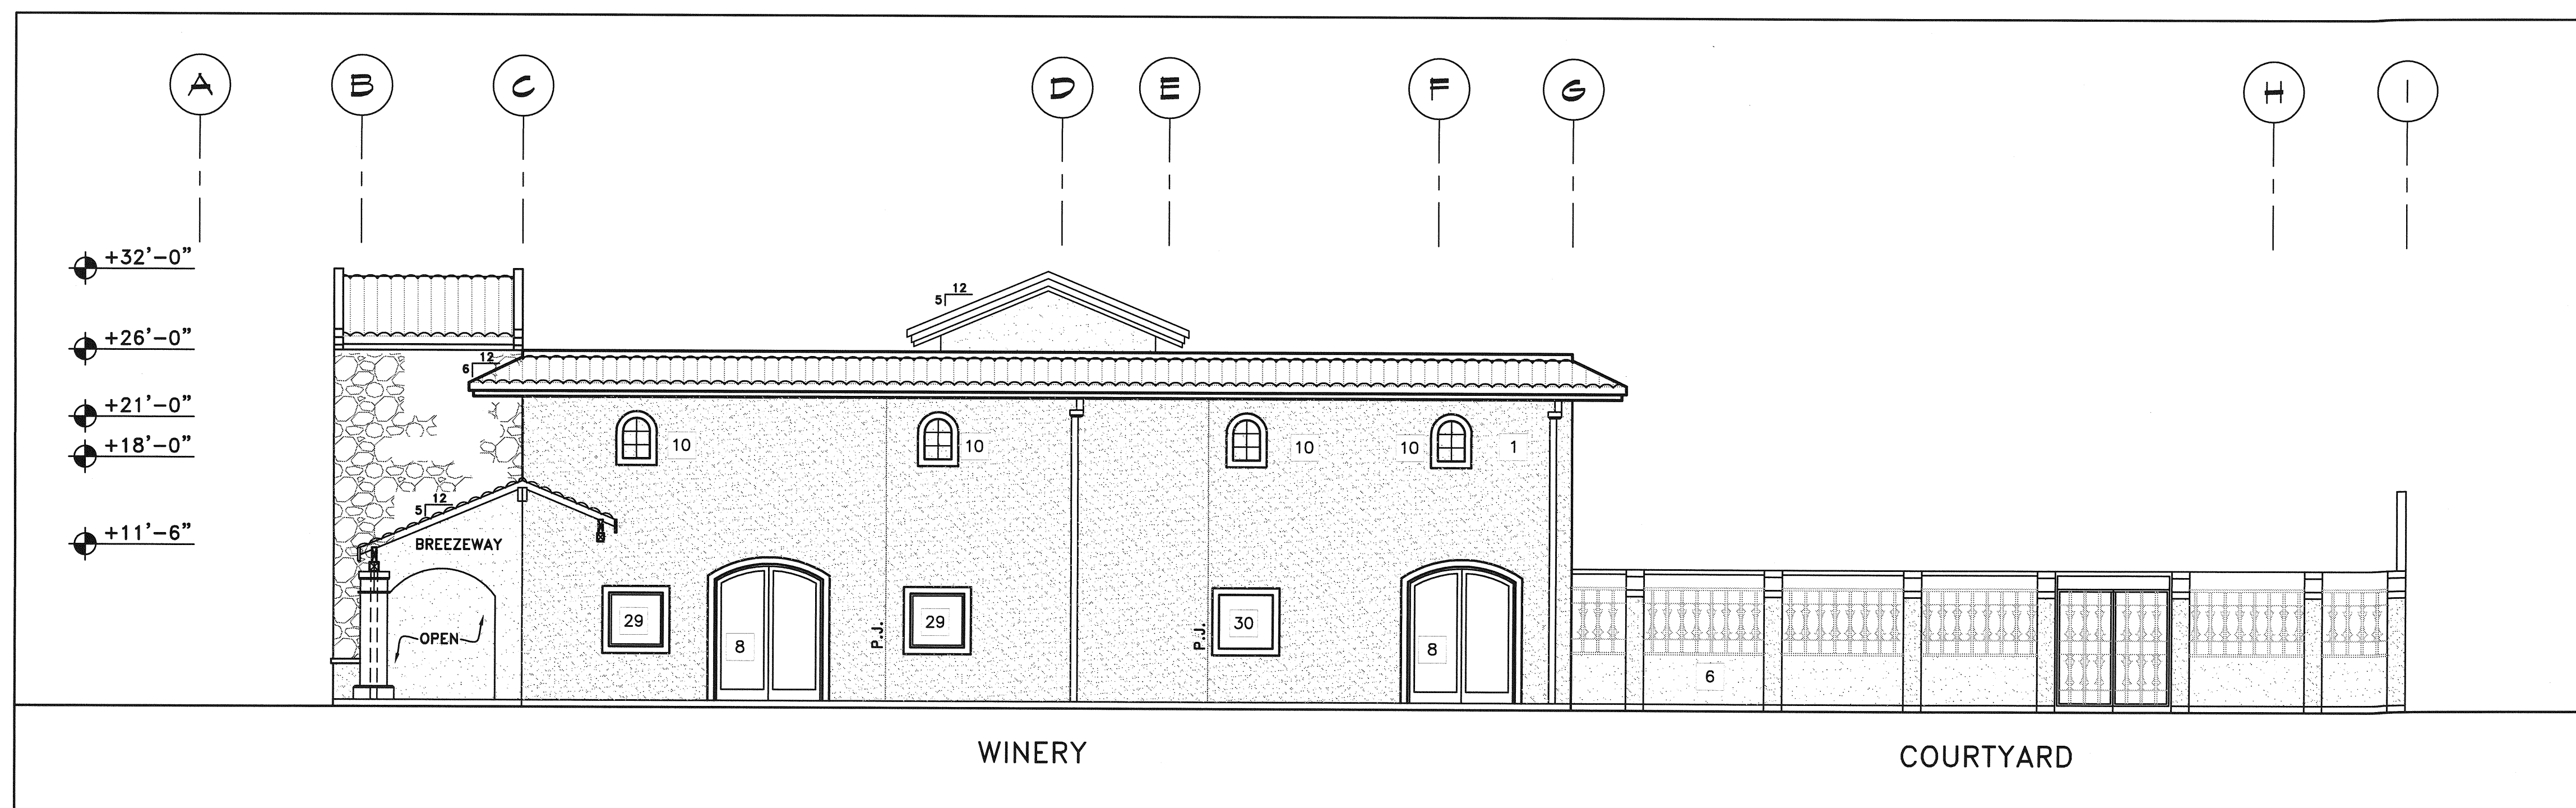 A B C D E F G H I
+32'-0"
12
5
+26'-0"
12
6
+21'-0"
+18'-0"
10 10 10 10 1
12
5
+11'-6"
BREEZEWAY
OPEN
29 29 30
P.J. P.J.
8 8
6
WINERY COURTYARD